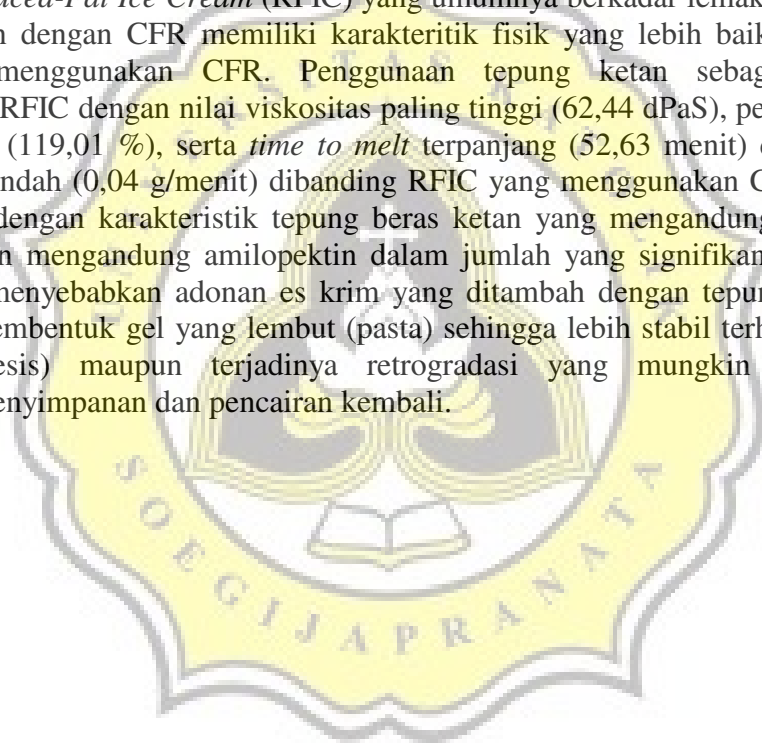 uced-Fat Ice Cream (RFIC) yang umumnya berkadar lemak
n dengan CFR memiliki karakteritik fisik yang lebih baik
menggunakan CFR. Penggunaan tepung ketan sebag
RFIC dengan nilai viskositas paling tinggi (62,44 dPaS), pe
(119,01 %), serta time to melt terpanjang (52,63 menit)
ndah (0,04 g/menit) dibanding RFIC yang menggunakan C
dengan karakteristik tepung beras ketan yang mengandung
n mengandung amilopektin dalam jumlah yang signifikan
menyebabkan adonan es krim yang ditambah dengan tepun
embentuk gel yang lembut (pasta) sehingga lebih stabil terh
esis) maupun terjadinya retrogradasi yang mungkin
enyimpanan dan pencairan kembali.
SOEGIJAPRANATA